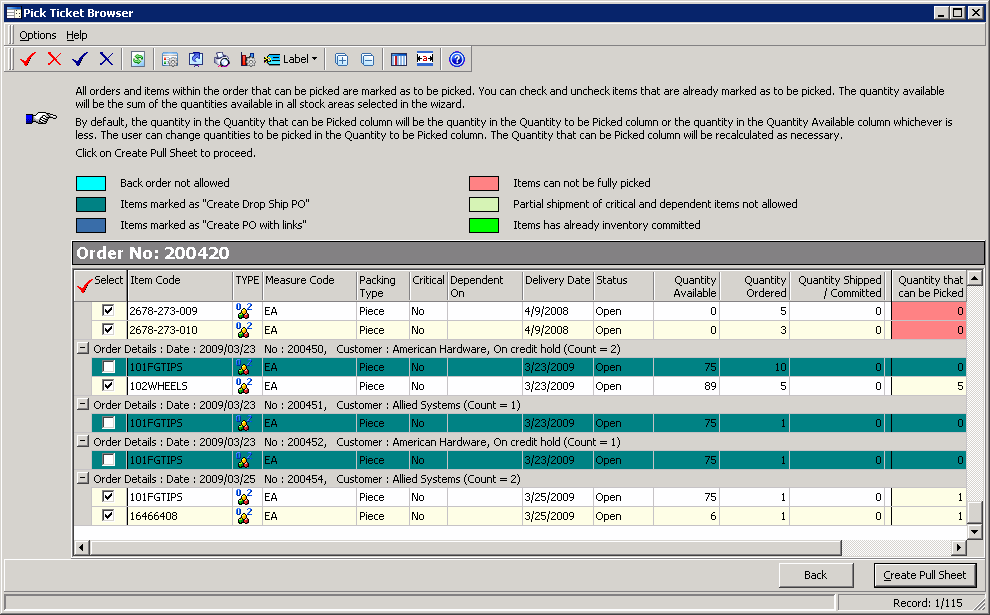 Pick Ticket Browser
Options Help
Label
All orders and items within the order that can be picked are marked as to be picked. You can check and uncheck items that are already marked as to be picked. The quantity available
will be the sum of the quantities available in all stock areas selected in the wizard.
By default, the quantity in the Quantity that can be Picked column will be the quantity in the Quantity to be Picked column or the quantity in the Quantity Available column whichever is
less. The user can change quantities to be picked in the Quantity to be Picked column. The Quantity that can be Picked column will be recalculated as necessary.
Click on Create Pull Sheet to proceed.
Back order not allowed
Items can not be fully picked
Items marked as "Create Drop Ship PO"
Partial shipment of critical and dependent items not allowed
Items marked as "Create PO with links"
Items has already inventory committed
Order No: 200420
Select Item Code TYPE Measure Code Packing Type Critical Dependent On Delivery Date Status Quantity Available Quantity Ordered Quantity Shipped / Committed Quantity that can be Picked
2678-273-009 EA Piece No 4/9/2008 Open 0 5 0 0
2678-273-010 EA Piece No 4/9/2008 Open 0 3 0 0
Order Details : Date : 2009/03/23 No : 200450, Customer : American Hardware, On credit hold (Count = 2)
101FGTIPS EA Piece No 3/23/2009 Open 75 10 0 0
102WHEELS EA Piece No 3/23/2009 Open 89 5 0 5
Order Details : Date : 2009/03/23 No : 200451, Customer : Allied Systems (Count = 1)
101FGTIPS EA Piece No 3/23/2009 Open 75 1 0 0
Order Details : Date : 2009/03/23 No : 200452, Customer : American Hardware, On credit hold (Count = 1)
101FGTIPS EA Piece No 3/23/2009 Open 75 1 0 0
Order Details : Date : 2009/03/25 No : 200454, Customer : Allied Systems (Count = 2)
101FGTIPS EA Piece No 3/25/2009 Open 75 1 0 1
16466408 EA Piece No 3/25/2009 Open 6 1 0 1
Back Create Pull Sheet
Record: 1/115